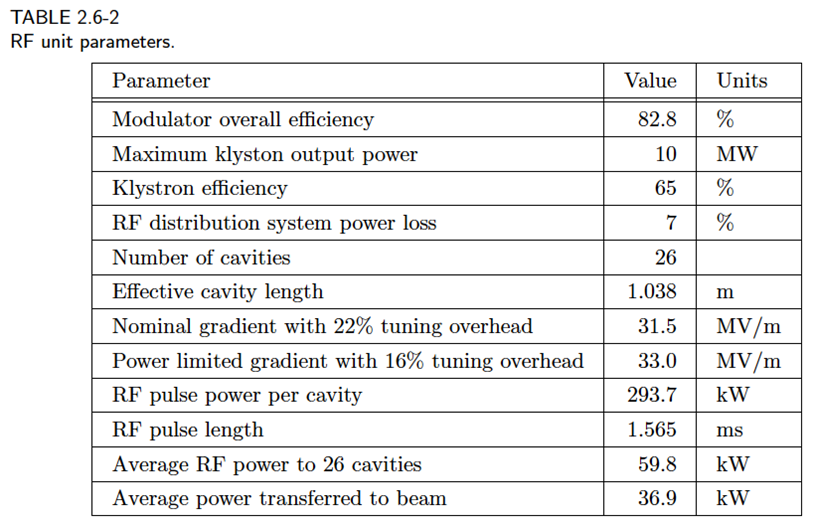 TABLE 2.6-2
RF unit parameters.
Parameter Value Units
Modulator overall efficiency 82.8 %
Maximum klyston output power 10 MW
Klystron efficiency 65 %
RF distribution system power loss 7 %
Number of cavities 26
Effective cavity length 1.038 m
Nominal gradient with 22% tuning overhead 31.5 MV/m
Power limited gradient with 16% tuning overhead 33.0 MV/m
RF pulse power per cavity 293.7 kW
RF pulse length 1.565 ms
Average RF power to 26 cavities 59.8 kW
Average power transferred to beam 36.9 kW